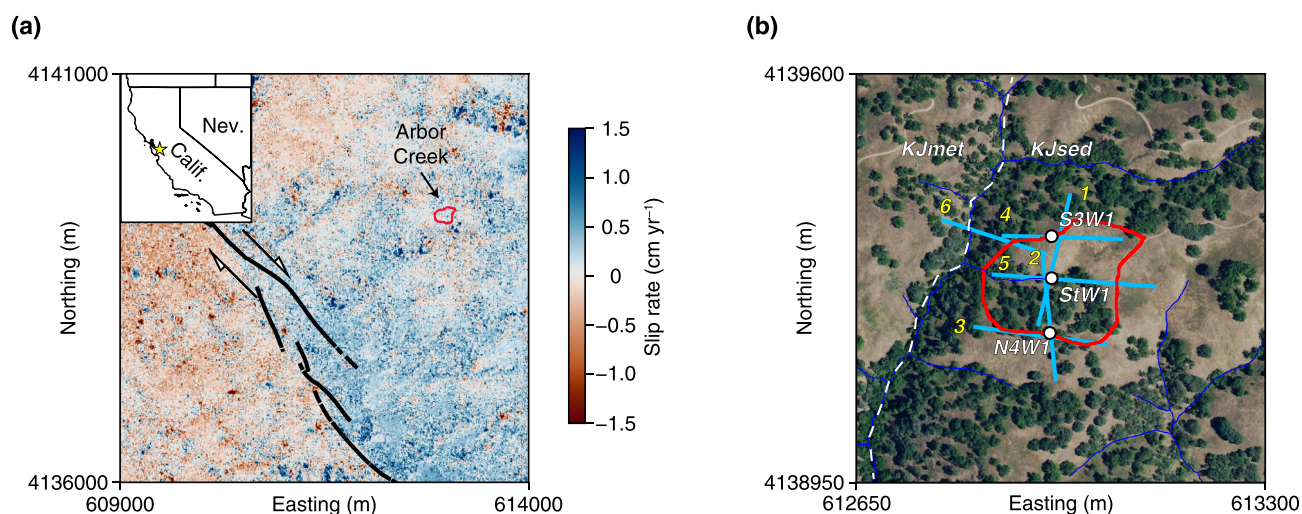 (a)
4141000
Northing (m)
4136000
609000
Easting (m)
614000
Nev.
Calif.
Arbor
Creek
1.5
1.0
0.5
0
−0.5
−1.0
−1.5
Slip rate (cm yr⁻¹)
(b)
4139600
Northing (m)
4138950
612650
Easting (m)
613300
KJmet
KJsed
1
6
4
S3W1
2
5
StW1
3
N4W1